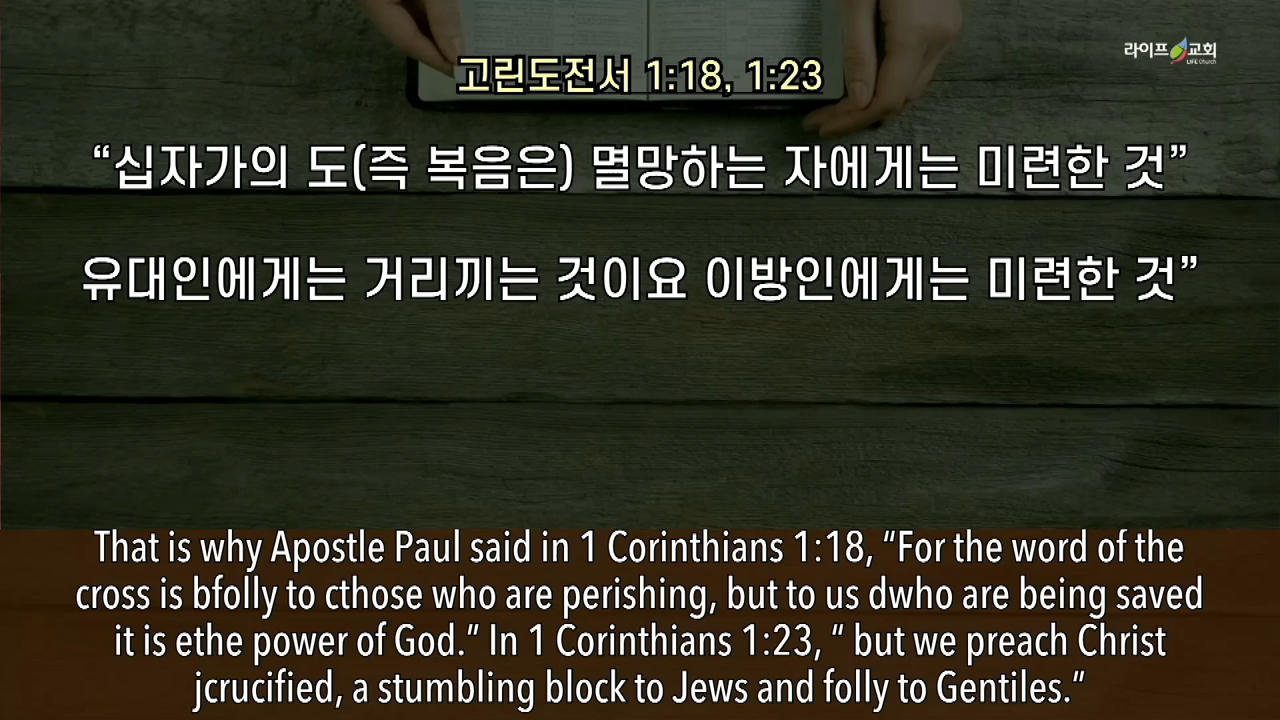 고린도전서 1:18, 1:23
라이프 교회
LIFE Church
“십자가의 도(즉 복음은) 멸망하는 자에게는 미련한 것”
유대인에게는 거리끼는 것이요 이방인에게는 미련한 것”
That is why Apostle Paul said in 1 Corinthians 1:18, “For the word of the
cross is bfolly to cthose who are perishing, but to us dwho are being saved
it is ethe power of God.” In 1 Corinthians 1:23, “ but we preach Christ
jcrucified, a stumbling block to Jews and folly to Gentiles.”